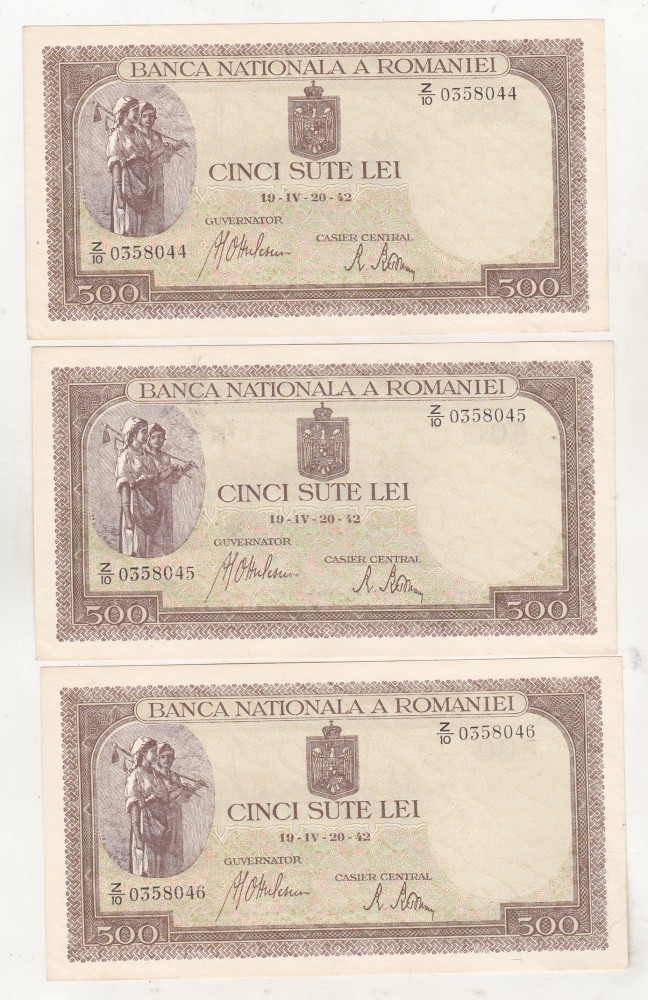 BANCA NATIONALA A ROMANIEI
Z/10 0358044
CINCI SUTE LEI
19-IV-20-42
GUVERNATOR
CASIER CENTRAL
Z/10 0358044
500 500
BANCA NATIONALA A ROMANIEI
Z/10 0358045
CINCI SUTE LEI
19-IV-20-42
GUVERNATOR
CASIER CENTRAL
Z/10 0358045
500 500
BANCA NATIONALA A ROMANIEI
Z/10 0358046
CINCI SUTE LEI
19-IV-20-42
GUVERNATOR
CASIER CENTRAL
Z/10 0358046
500 500